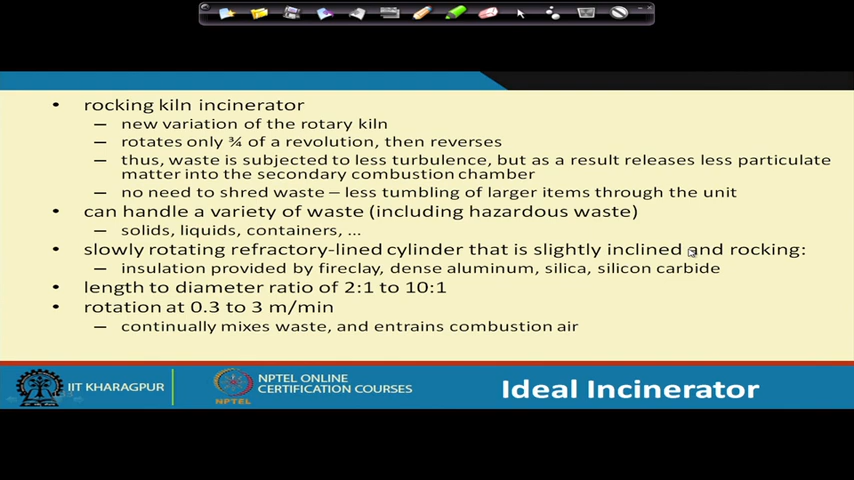 • rocking kiln incinerator
– new variation of the rotary kiln
– rotates only ¾ of a revolution, then reverses
– thus, waste is subjected to less turbulence, but as a result releases less particulate
matter into the secondary combustion chamber
– no need to shred waste – less tumbling of larger items through the unit
• can handle a variety of waste (including hazardous waste)
– solids, liquids, containers, ...
• slowly rotating refractory-lined cylinder that is slightly inclined and rocking:
– insulation provided by fireclay, dense aluminum, silica, silicon carbide
• length to diameter ratio of 2:1 to 10:1
• rotation at 0.3 to 3 m/min
– continually mixes waste, and entrains combustion air
IIT KHARAGPUR
NPTEL
NPTEL ONLINE
CERTIFICATION COURSES
Ideal Incinerator